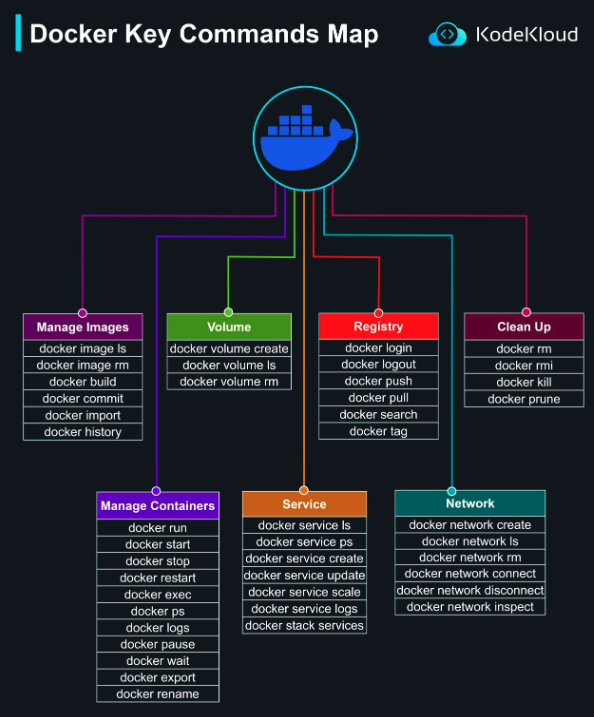 Docker Key Commands Map
KodeKloud
Manage Images
docker image ls
docker image rm
docker build
docker commit
docker import
docker history
Volume
docker volume create
docker volume ls
docker volume rm
Registry
docker login
docker logout
docker push
docker pull
docker search
docker tag
Clean Up
docker rm
docker rmi
docker kill
docker prune
Manage Containers
docker run
docker start
docker stop
docker restart
docker exec
docker ps
docker logs
docker pause
docker wait
docker export
docker rename
Service
docker service ls
docker service ps
docker service create
docker service update
docker service scale
docker service logs
docker stack services
Network
docker network create
docker network ls
docker network rm
docker network connect
docker network disconnect
docker network inspect